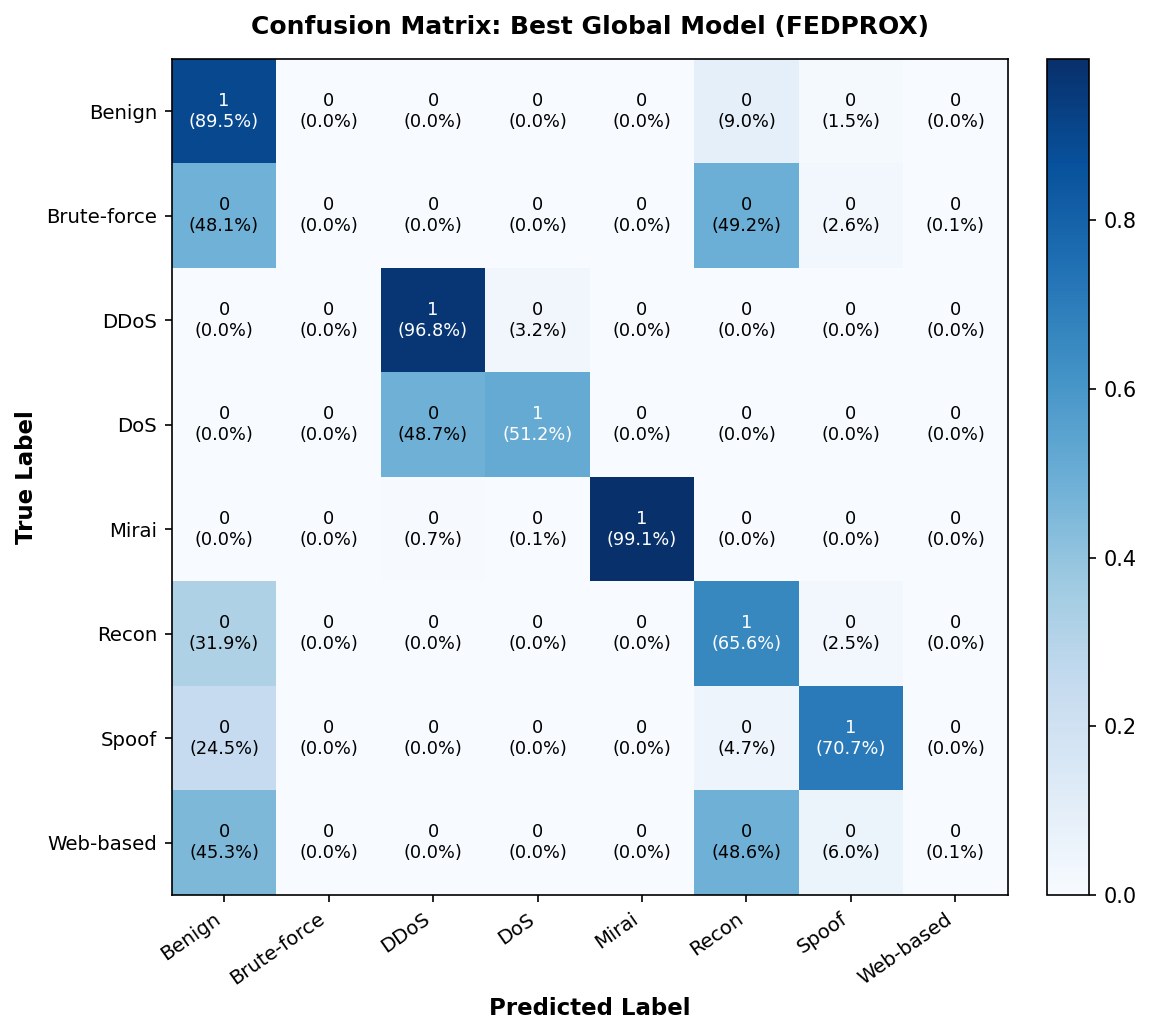 Confusion Matrix: Best Global Model (FEDPROX)
True Label
Benign
1 0 0 0 0 0 0 0
(89.5%) (0.0%) (0.0%) (0.0%) (0.0%) (9.0%) (1.5%) (0.0%)
Brute-force
0 0 0 0 0 0 0 0
(48.1%) (0.0%) (0.0%) (0.0%) (0.0%) (49.2%) (2.6%) (0.1%)
DDoS
0 0 1 0 0 0 0 0
(0.0%) (0.0%) (96.8%) (3.2%) (0.0%) (0.0%) (0.0%) (0.0%)
DoS
0 0 0 1 0 0 0 0
(0.0%) (0.0%) (48.7%) (51.2%) (0.0%) (0.0%) (0.0%) (0.0%)
Mirai
0 0 0 0 1 0 0 0
(0.0%) (0.0%) (0.7%) (0.1%) (99.1%) (0.0%) (0.0%) (0.0%)
Recon
0 0 0 0 0 1 0 0
(31.9%) (0.0%) (0.0%) (0.0%) (0.0%) (65.6%) (2.5%) (0.0%)
Spoof
0 0 0 0 0 0 1 0
(24.5%) (0.0%) (0.0%) (0.0%) (0.0%) (4.7%) (70.7%) (0.0%)
Web-based
0 0 0 0 0 0 0 0
(45.3%) (0.0%) (0.0%) (0.0%) (0.0%) (48.6%) (6.0%) (0.1%)
Benign Brute-force DDoS DoS Mirai Recon Spoof Web-based
Predicted Label
0.8
0.6
0.4
0.2
0.0